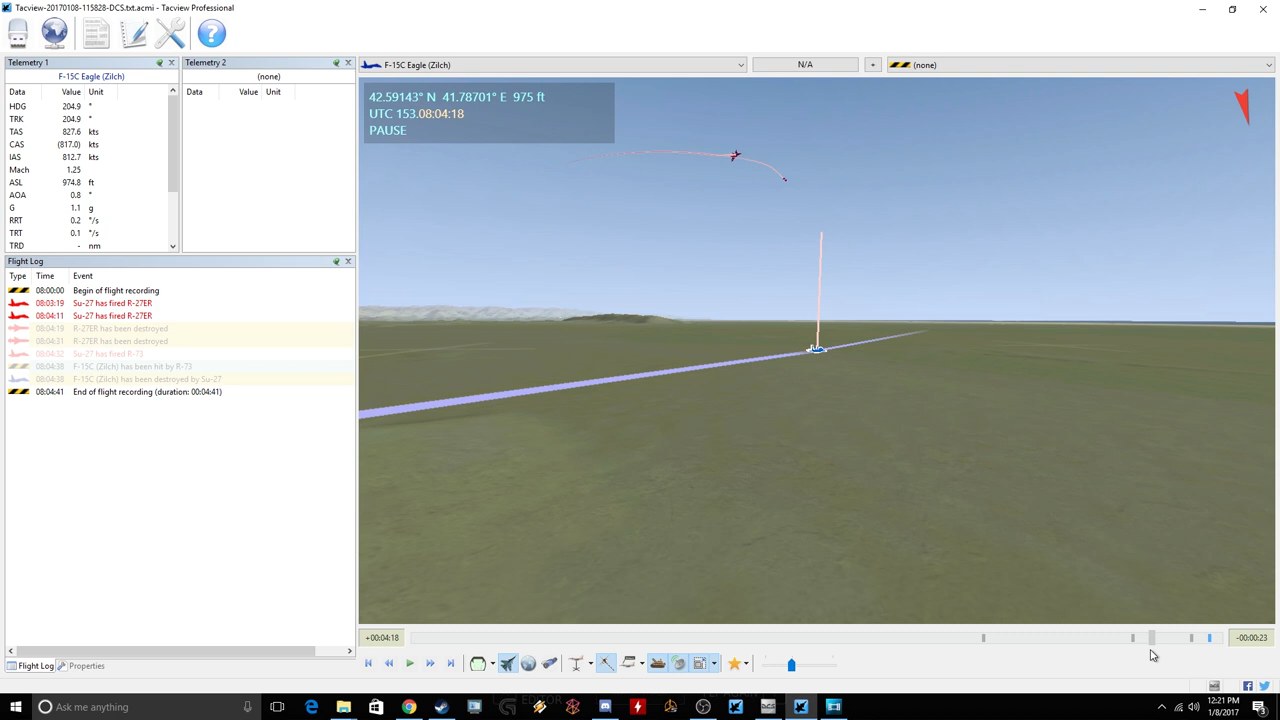 Tacview-20170108-115828-DCS.txt.acmi - Tacview Professional
Telemetry 1
Telemetry 2
F-15C Eagle (Zilch)
N/A
+
(none)
F-15C Eagle (Zilch)
(none)
Data Value Unit
Data Value Unit
HDG 204.9 °
TRK 204.9 °
TAS 827.6 kts
CAS (817.0) kts
IAS 812.7 kts
Mach 1.25
ASL 974.8 ft
AOA 0.8 °
G 1.1 g
RRT 0.2 °/s
TRT 0.1 °/s
TRD - nm
42.59143° N 41.78701° E 975 ft
UTC 153.08:04:18
PAUSE
Flight Log
Type Time Event
08:00:00 Begin of flight recording
08:03:19 Su-27 has fired R-27ER
08:04:11 Su-27 has fired R-27ER
08:04:19 R-27ER has been destroyed
08:04:31 R-27ER has been destroyed
08:04:32 Su-27 has fired R-73
08:04:38 F-15C (Zilch) has been hit by R-73
08:04:38 F-15C (Zilch) has been destroyed by Su-27
08:04:41 End of flight recording (duration: 00:04:41)
+00:04:18
-00:00:23
Flight Log
Properties
Ask me anything
EDITOR
12:21 PM
1/8/2017
3